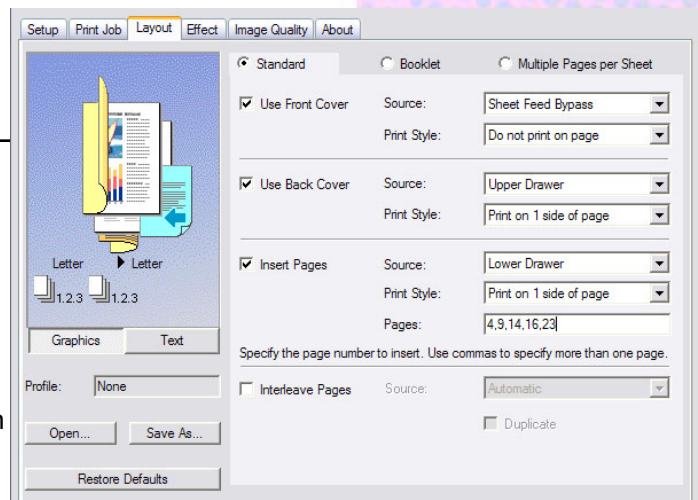 Setup Print Job Layout Effect Image Quality About
Standard Booklet Multiple Pages per Sheet
Use Front Cover Source: Sheet Feed Bypass
Print Style: Do not print on page
Use Back Cover Source: Upper Drawer
Print Style: Print on 1 side of page
Letter Letter
1.2.3 1.2.3
Insert Pages Source: Lower Drawer
Print Style: Print on 1 side of page
Pages: 4,9,14,16,23
Graphics Text
Specify the page number to insert. Use commas to specify more than one page.
Profile: None
Interleave Pages Source: Automatic
Duplicate
Open... Save As...
Restore Defaults